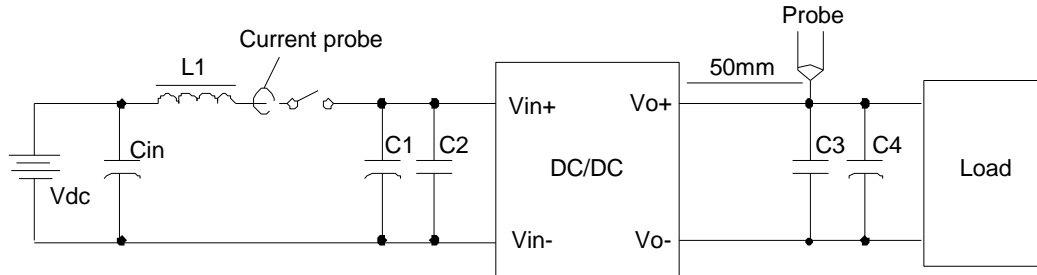 Probe
Current probe
L1
50mm
Vin+
Vo+
Cin
C1
C2
C3
C4
DC/DC
Load
Vdc
Vin-
Vo-